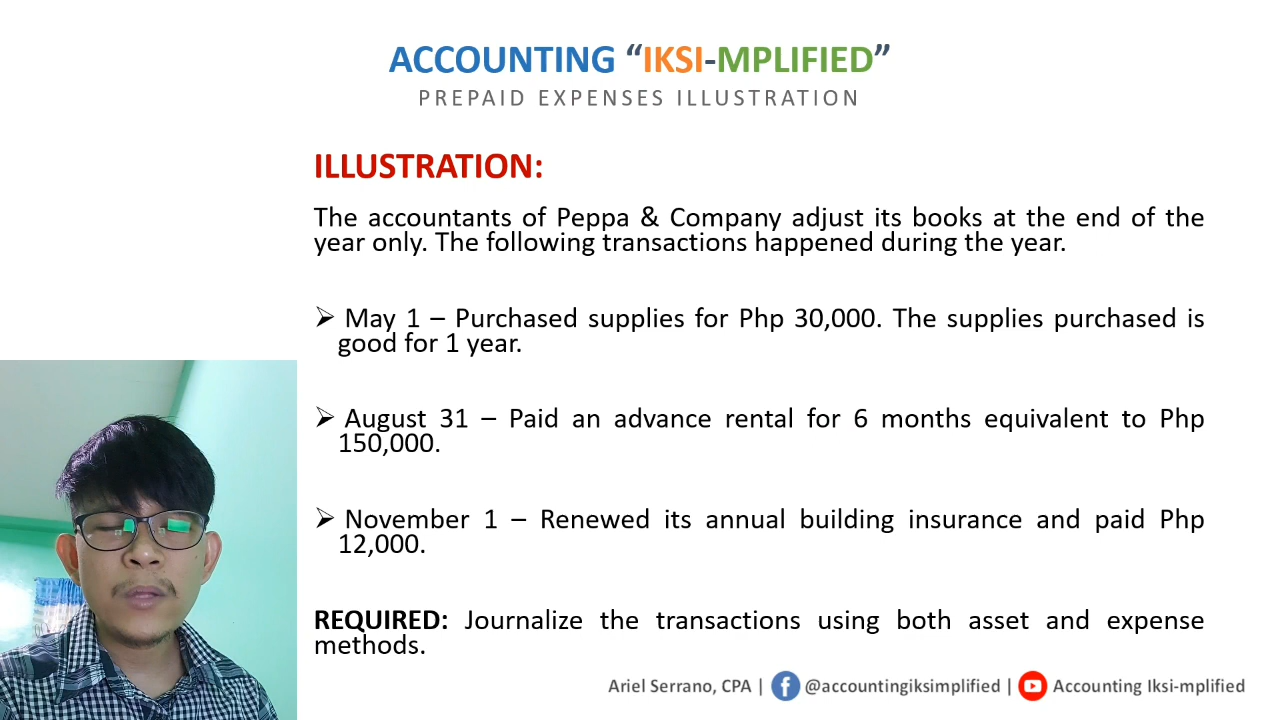 ACCOUNTING “IKSI-MPLIFIED”
PREPAID EXPENSES ILLUSTRATION
ILLUSTRATION:
The accountants of Peppa & Company adjust its books at the end of the
year only. The following transactions happened during the year.
➢ May 1 – Purchased supplies for Php 30,000. The supplies purchased is
good for 1 year.
➢ August 31 – Paid an advance rental for 6 months equivalent to Php
150,000.
➢ November 1 – Renewed its annual building insurance and paid Php
12,000.
REQUIRED: Journalize the transactions using both asset and expense
methods.
Ariel Serrano, CPA | @accountingiksimplified | Accounting Iksi-mplified